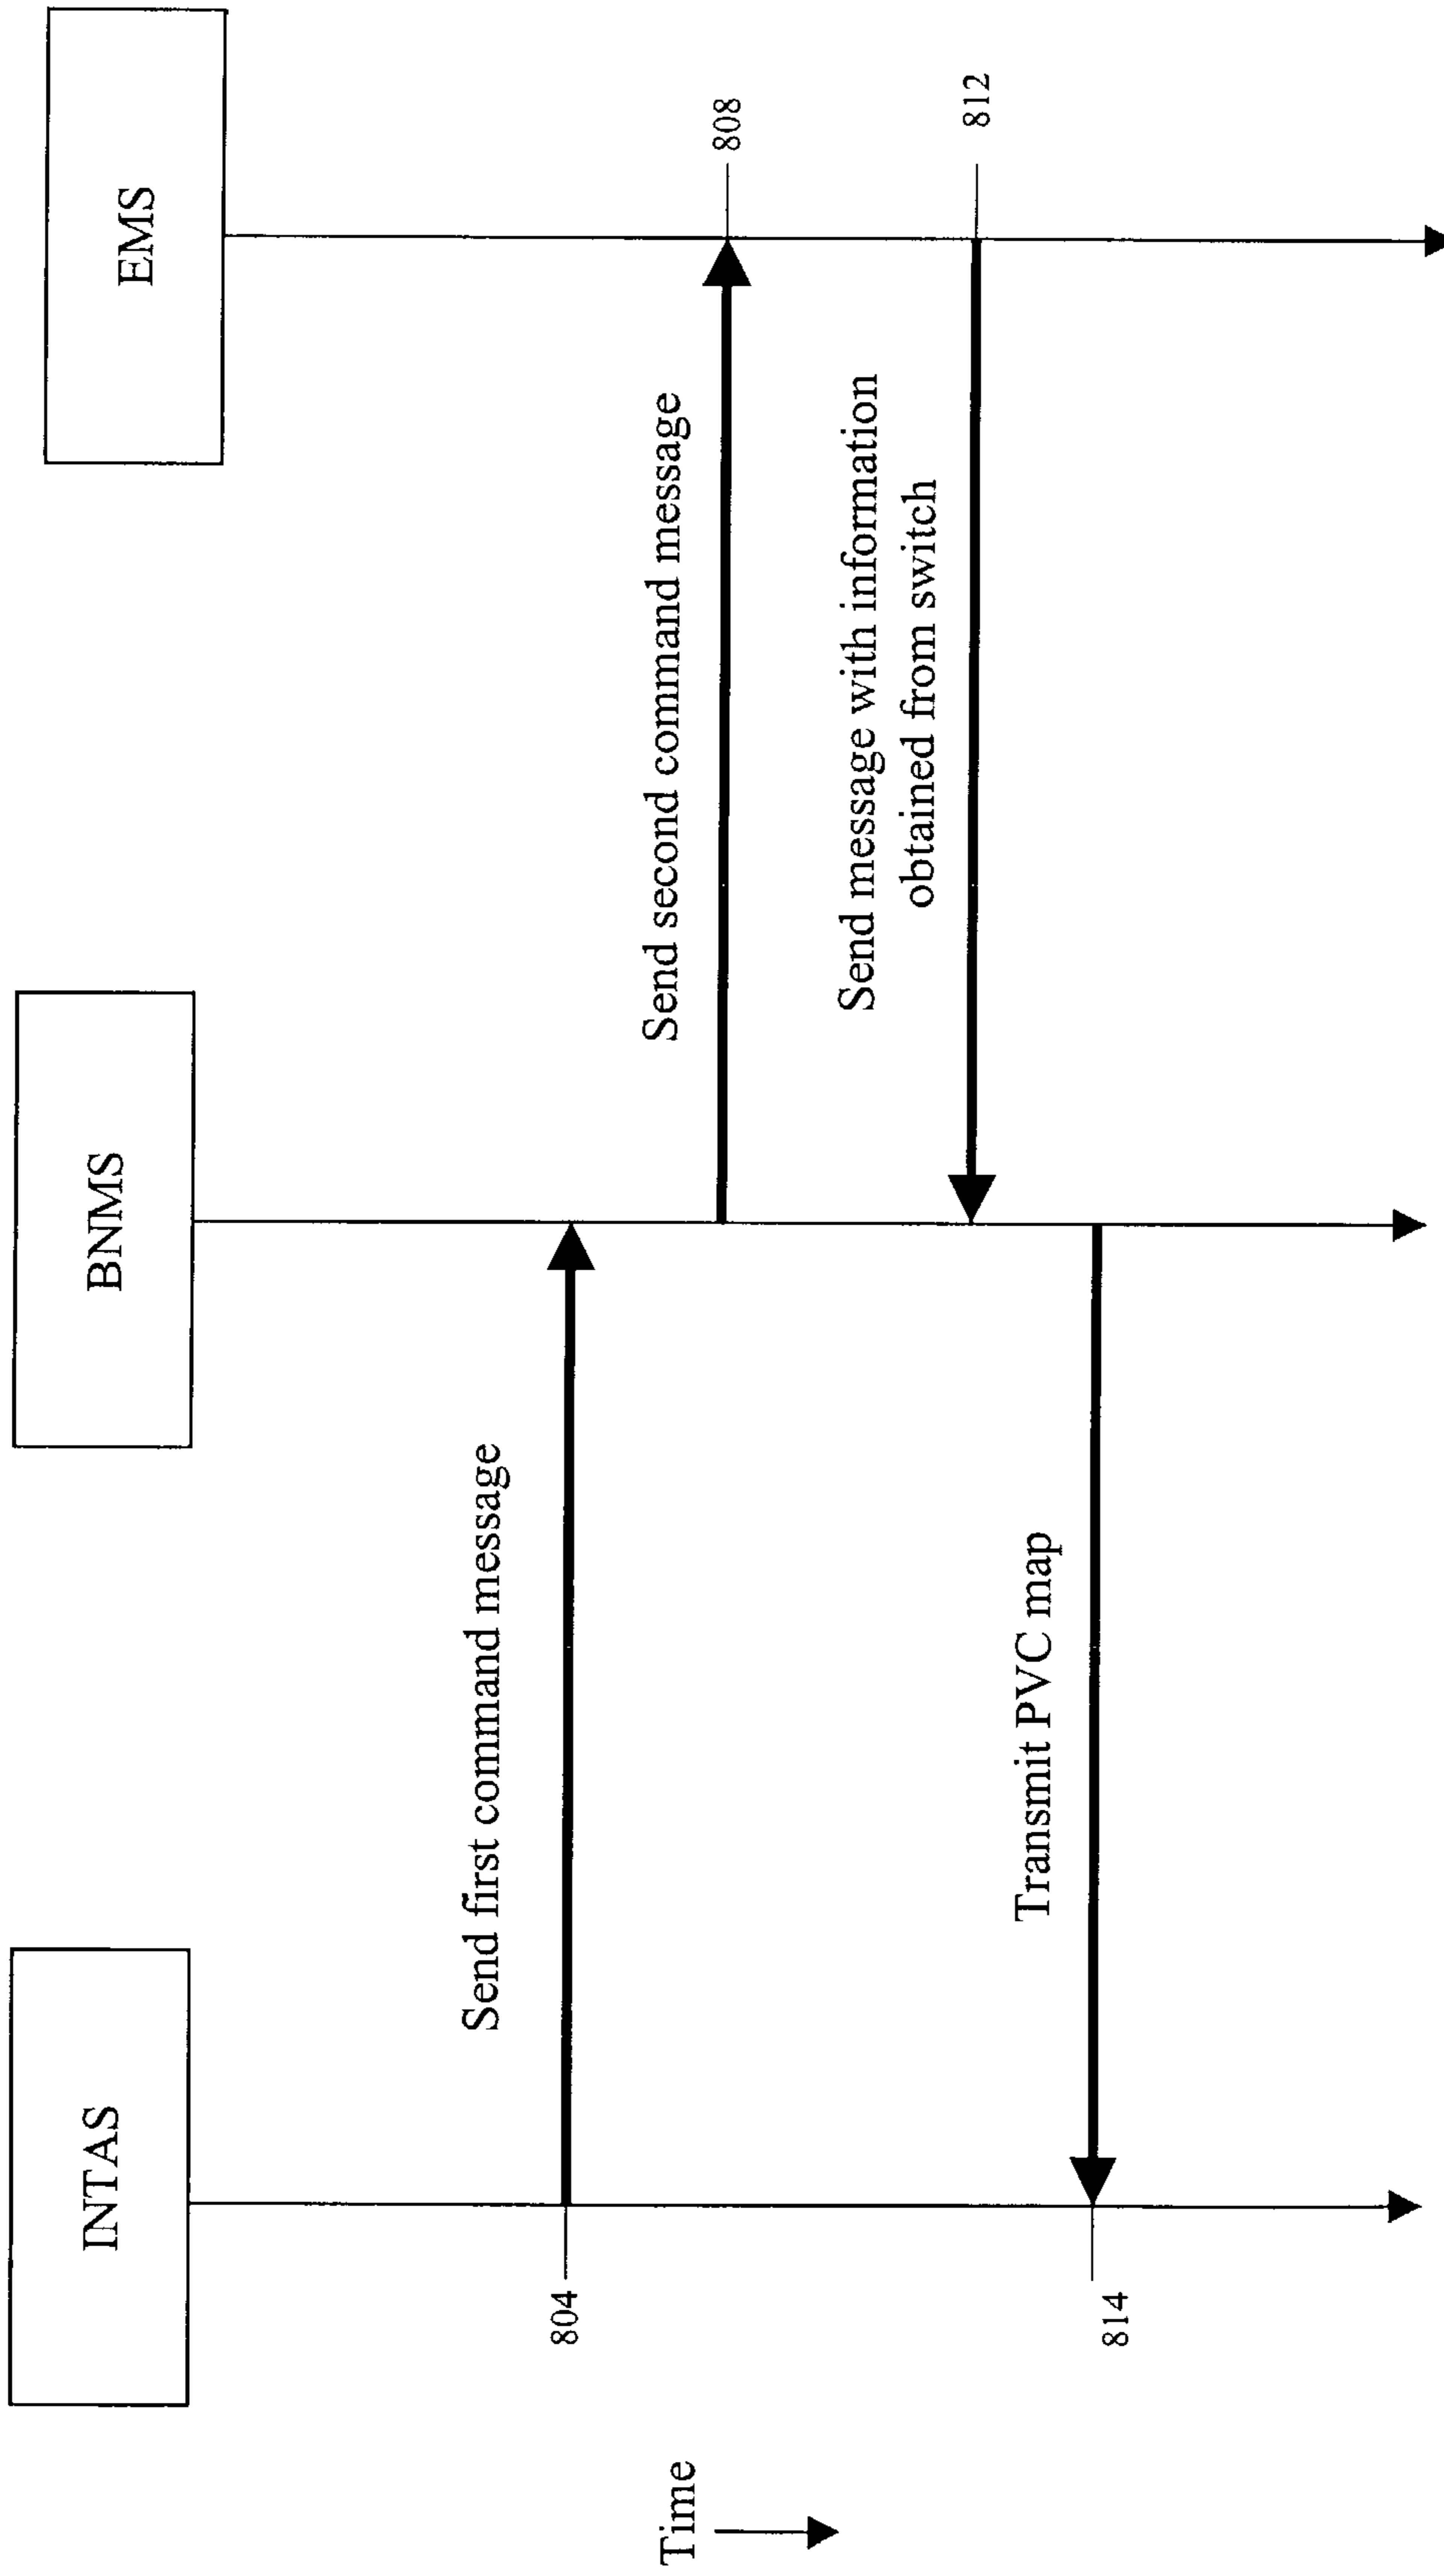 INTAS
BNMS
EMS
Time
804
Send first command message
Send second command message
808
Send message with information
obtained from switch
812
Transmit PVC map
814